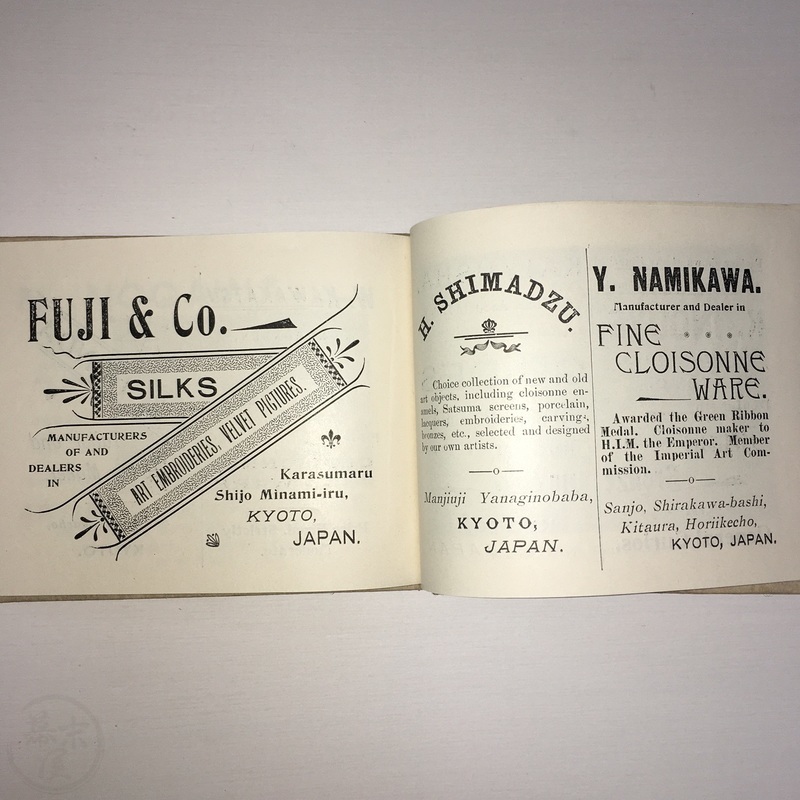 FUJI & Co.
SILKS
ART EMBROIDERIES, VELVET PICTURES.
MANUFACTURERS
OF AND
DEALERS
IN
Karasumaru
Shijo Minami-iru,
KYOTO,
JAPAN.
H. SHIMADZU.
Choice collection of new and old
art objects, including cloisonne en-
amels, Satsuma screens, porcelain,
lacquers, embroideries, carvings,
bronzes, etc., selected and designed
by our own artists.
Manjiuji Yanaginobaba,
KYOTO,
JAPAN.
Y. NAMIKAWA.
Manufacturer and Dealer in
FINE
CLOISONNE
WARE.
Awarded the Green Ribbon
Medal. Cloisonne maker to
H.I.M. the Emperor. Member
of the Imperial Art Com-
mission.
Sanjo, Shirakawa-bashi,
Kitaura, Horiikecho,
KYOTO, JAPAN.
幕末屋